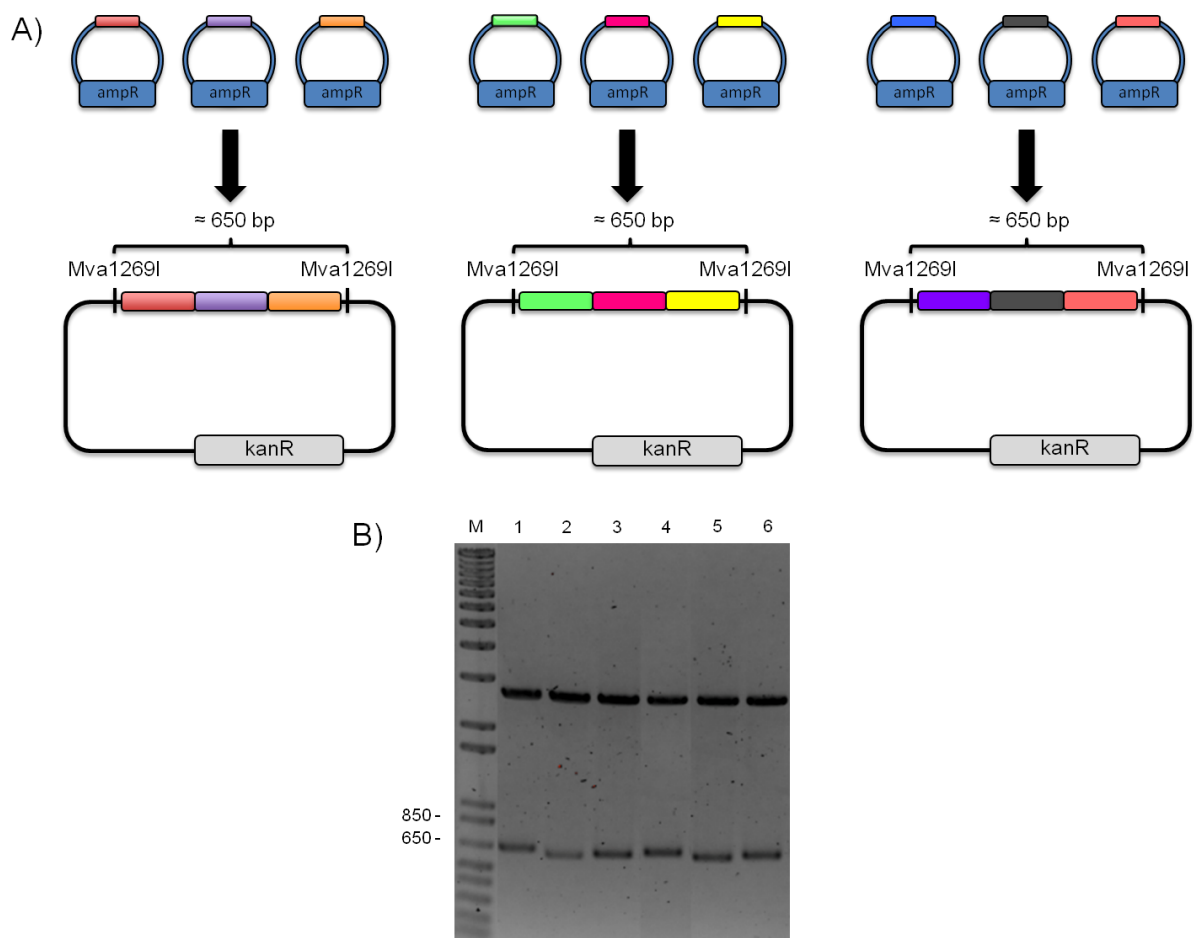 A)
ampR ampR ampR ampR ampR ampR ampR ampR ampR
≈ 650 bp ≈ 650 bp ≈ 650 bp
Mva1269I Mva1269I Mva1269I Mva1269I Mva1269I Mva1269I
kanR kanR kanR
B)
M 1 2 3 4 5 6
850-
650-